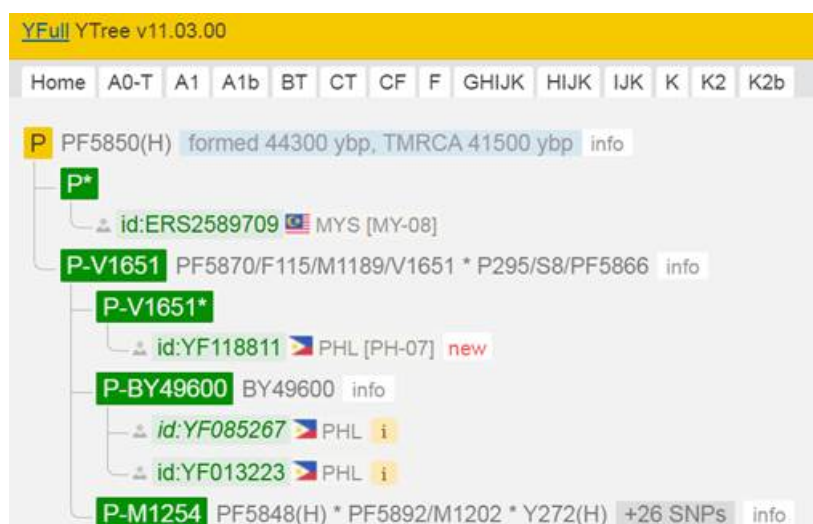 YFull YTree v11.03.00
Home A0-T A1 A1b BT CT CF F GHIJK HIJK IJK K K2 K2b
P PF5850(H) formed 44300 ybp, TMRCA 41500 ybp info
P*
id:ERS2589709 MYS [MY-08]
P-V1651 PF5870/F115/M1189/V1651 * P295/S8/PF5866 info
P-V1651*
id:YF118811 PHL [PH-07] new
P-BY49600 BY49600 info
id:YF085267 PHL i
id:YF013223 PHL i
P-M1254 PF5848(H) * PF5892/M1202 * Y272(H) +26 SNPs info